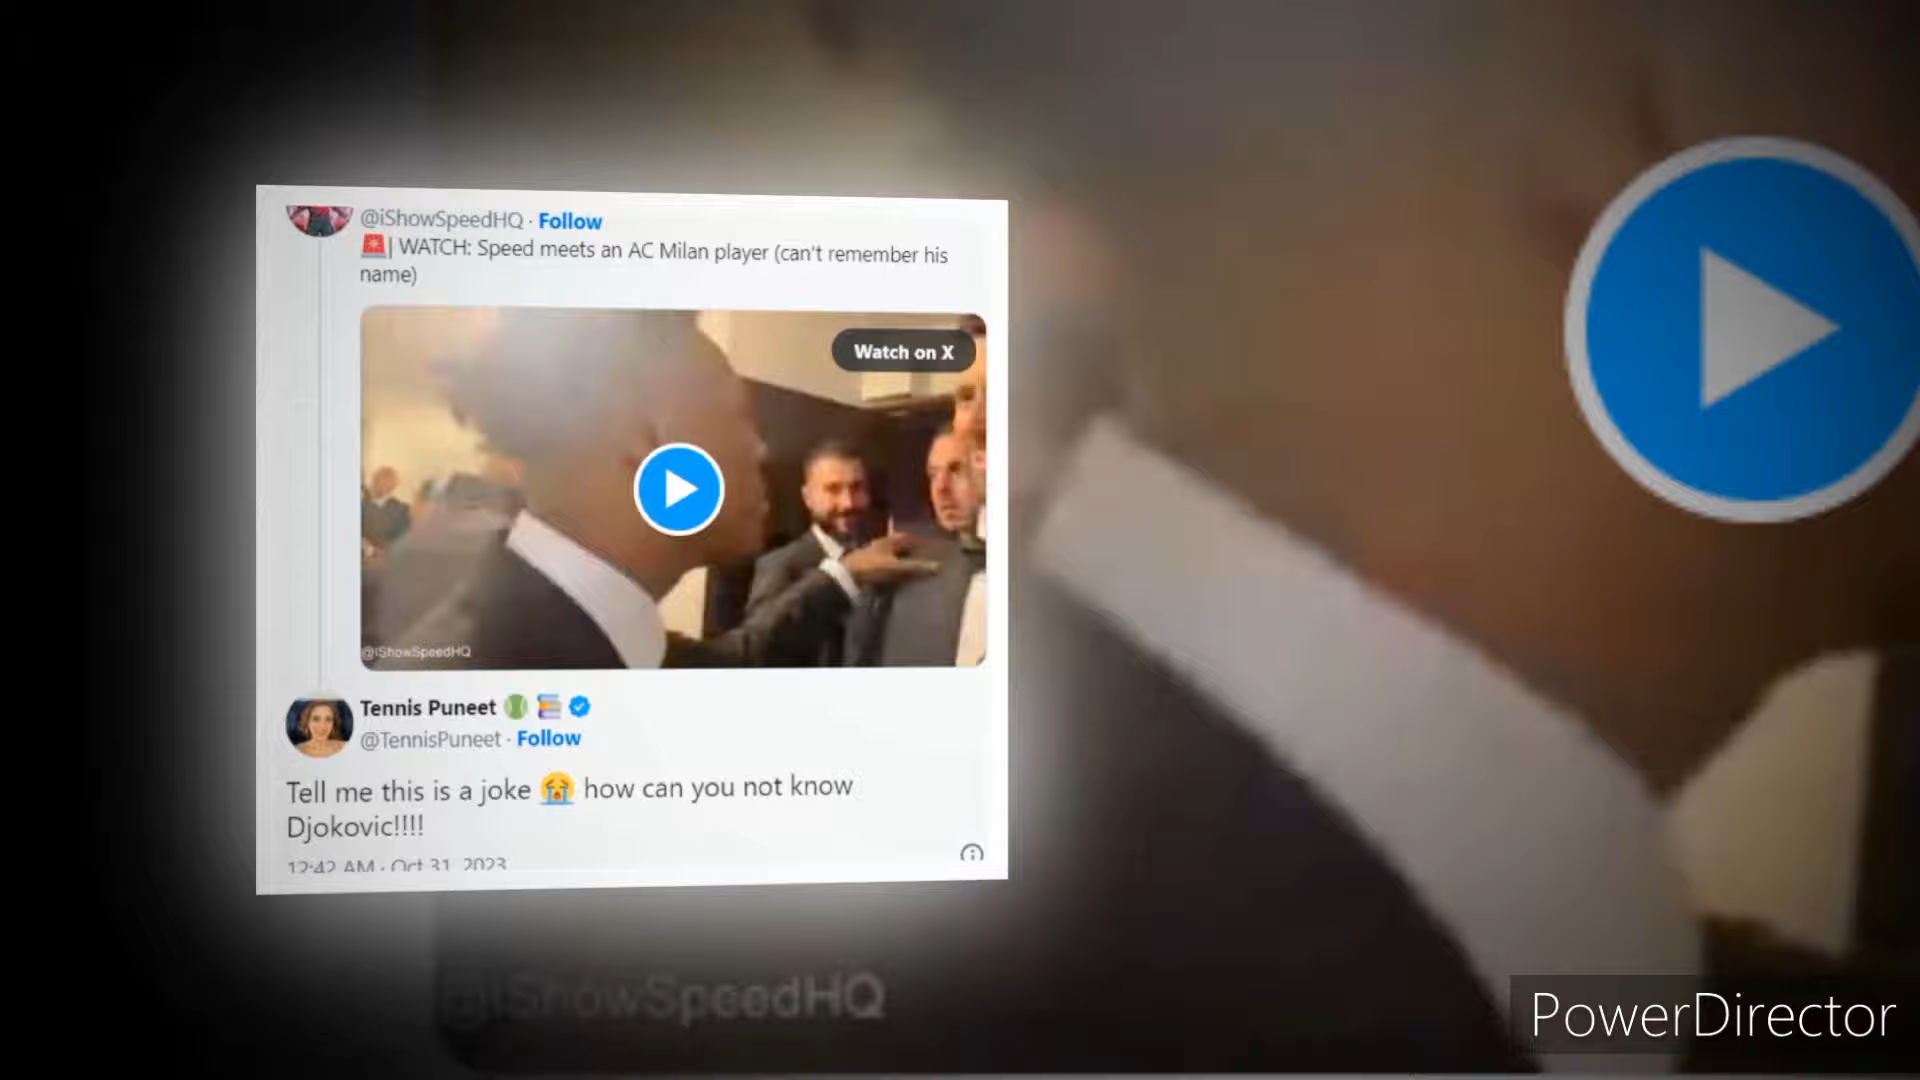 @iShowSpeedHQ · Follow
🚨| WATCH: Speed meets an AC Milan player (can't remember his
name)
Watch on X
@iShowSpeedHQ
Tennis Puneet 🎾 📚
@TennisPuneet · Follow
Tell me this is a joke 😭 how can you not know
Djokovic!!!!
12:42 AM · Oct 31, 2023
@iShowSpeedHQ
PowerDirector